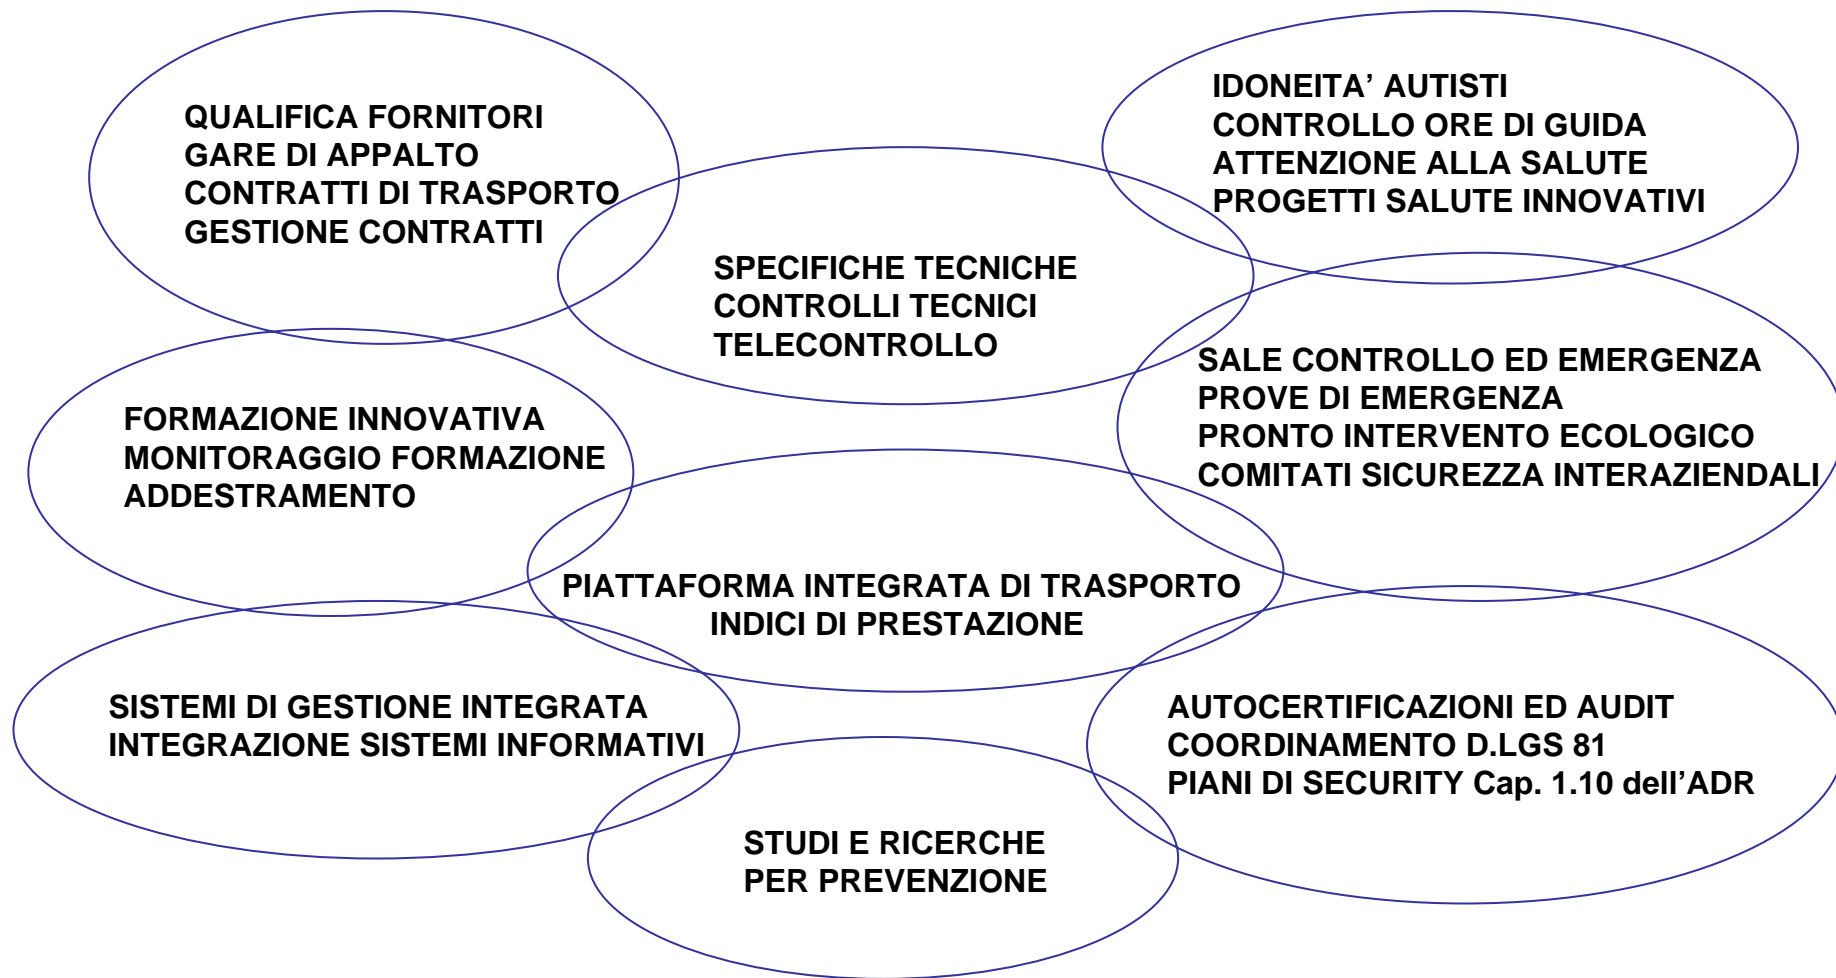 QUALIFICA FORNITORI
GARE DI APPALTO
CONTRATTI DI TRASPORTO
GESTIONE CONTRATTI
IDONEITA’ AUTISTI
CONTROLLO ORE DI GUIDA
ATTENZIONE ALLA SALUTE
PROGETTI SALUTE INNOVATIVI
SPECIFICHE TECNICHE
CONTROLLI TECNICI
TELECONTROLLO
SALE CONTROLLO ED EMERGENZA
PROVE DI EMERGENZA
PRONTO INTERVENTO ECOLOGICO
COMITATI SICUREZZA INTERAZIENDALI
FORMAZIONE INNOVATIVA
MONITORAGGIO FORMAZIONE
ADDESTRAMENTO
PIATTAFORMA INTEGRATA DI TRASPORTO
INDICI DI PRESTAZIONE
SISTEMI DI GESTIONE INTEGRATA
INTEGRAZIONE SISTEMI INFORMATIVI
AUTOCERTIFICAZIONI ED AUDIT
COORDINAMENTO D.LGS 81
PIANI DI SECURITY Cap. 1.10 dell’ADR
STUDI E RICERCHE
PER PREVENZIONE